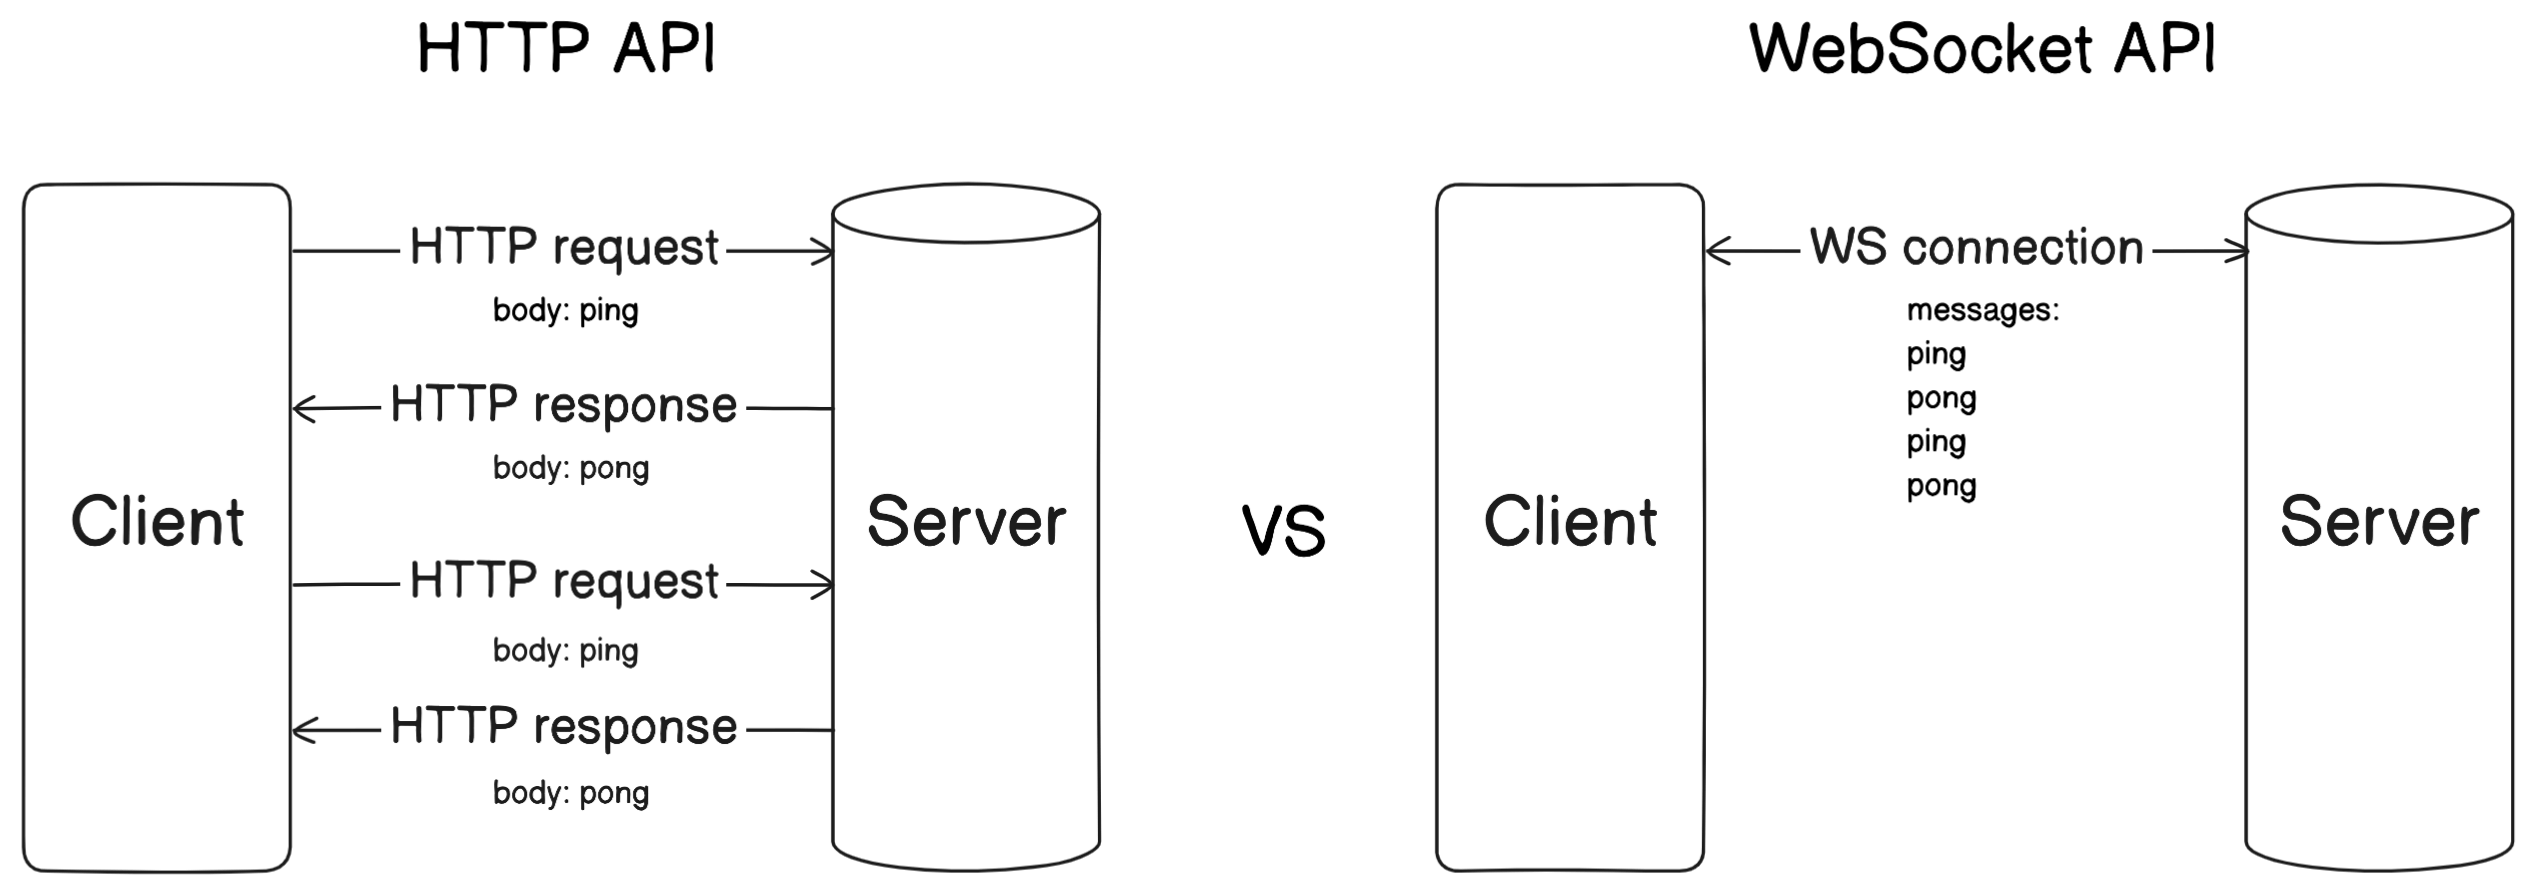 HTTP API
Client
HTTP request
body: ping
HTTP response
body: pong
HTTP request
body: ping
HTTP response
body: pong
Server
VS
WebSocket API
Client
WS connection
messages:
ping
pong
ping
pong
Server